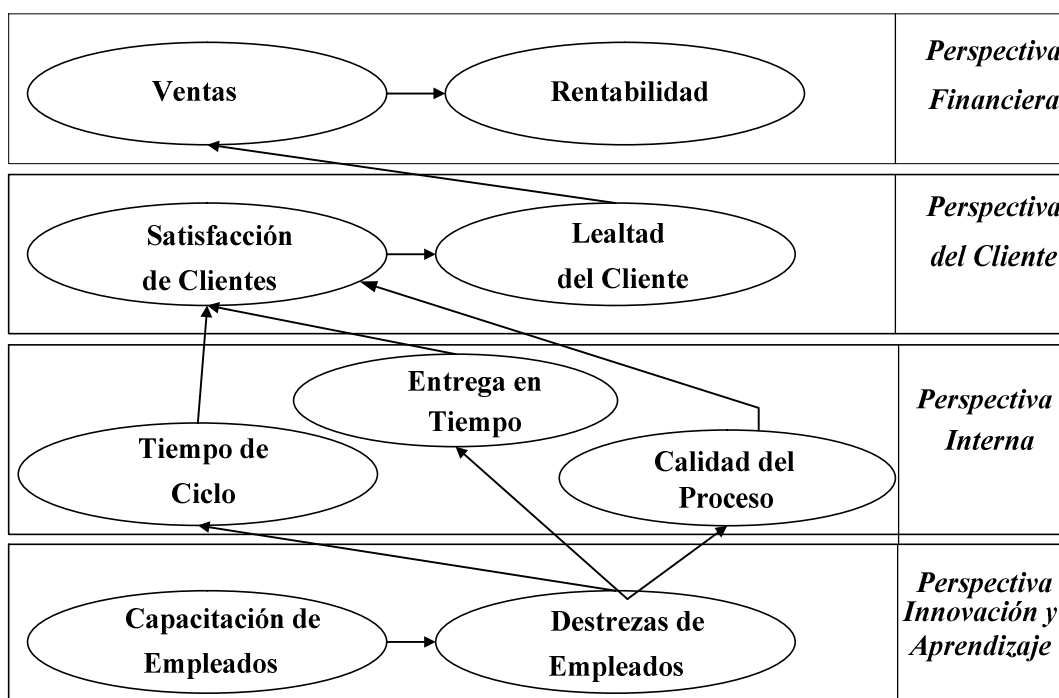 Ventas
Rentabilidad
Perspectiva
Financiera
Satisfacción
de Clientes
Lealtad
del Cliente
Perspectiva
del Cliente
Entrega en
Tiempo
Tiempo de
Ciclo
Calidad del
Proceso
Perspectiva
Interna
Capacitación de
Empleados
Destrezas de
Empleados
Perspectiva
Innovación y
Aprendizaje